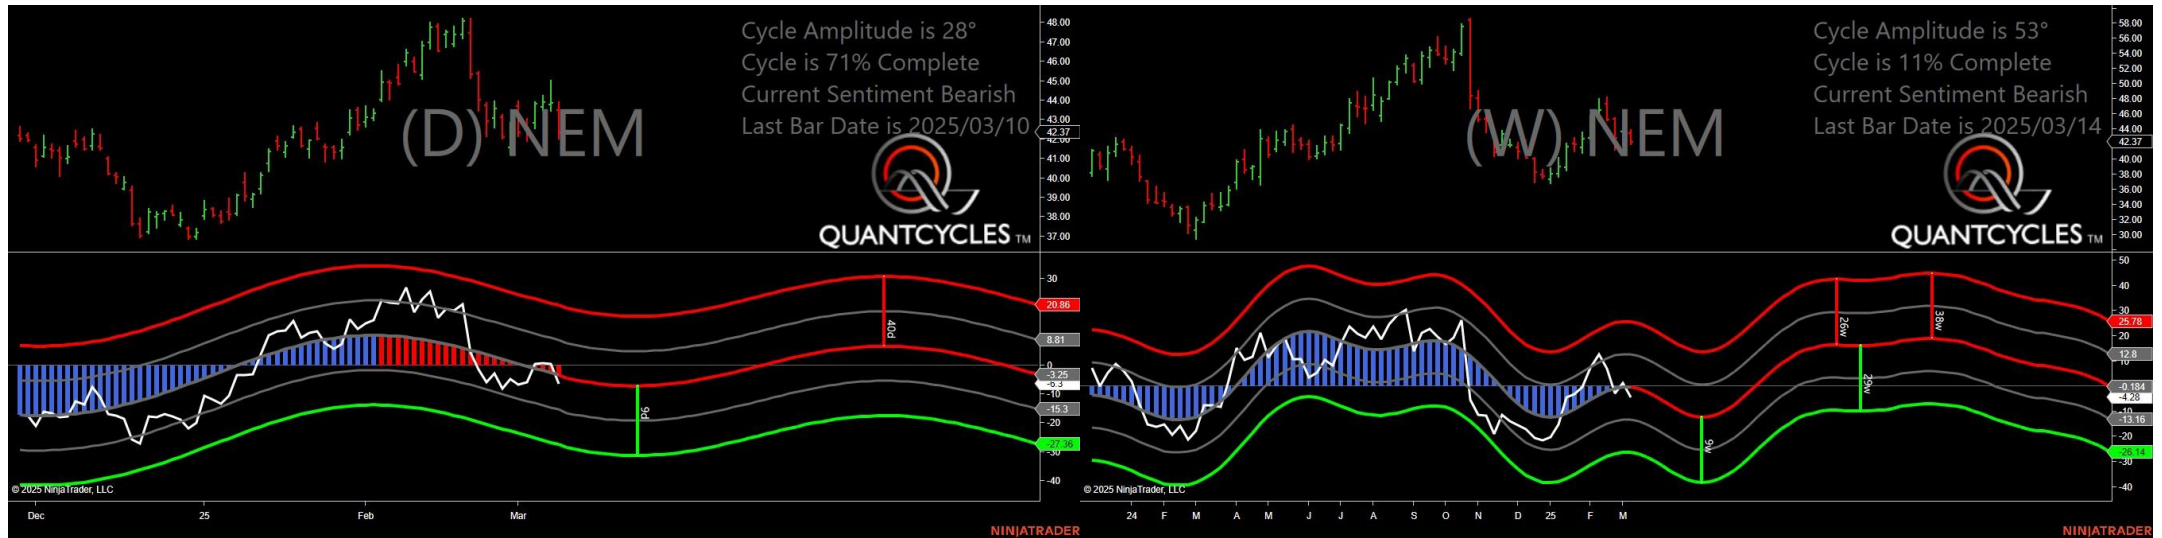 Cycle Amplitude is 28°
Cycle is 71% Complete
Current Sentiment Bearish
Last Bar Date is 2025/03/10
(D) NEM
QUANTCYCLES TM
48.00
47.00
46.00
45.00
44.00
43.00
42.37
42.00
41.00
40.00
39.00
38.00
37.00
30
20.86
8.81
0
-3.25
-6.3
-10
-15.3
-20
-27.36
-30
-40
40d
9d
© 2025 NinjaTrader, LLC
Dec
25
Feb
Mar
NINJATRADER
Cycle Amplitude is 53°
Cycle is 11% Complete
Current Sentiment Bearish
Last Bar Date is 2025/03/14
(W) NEM
QUANTCYCLES TM
58.00
56.00
54.00
52.00
50.00
48.00
46.00
44.00
42.37
40.00
38.00
36.00
34.00
32.00
30.00
50
40
30
25.78
20
12.8
10
-0.184
-4.28
-10
-13.16
-20
-26.14
-30
-40
26w
38w
29w
9w
© 2025 NinjaTrader, LLC
24 F M A M J J A S O N D 25 F M
NINJATRADER